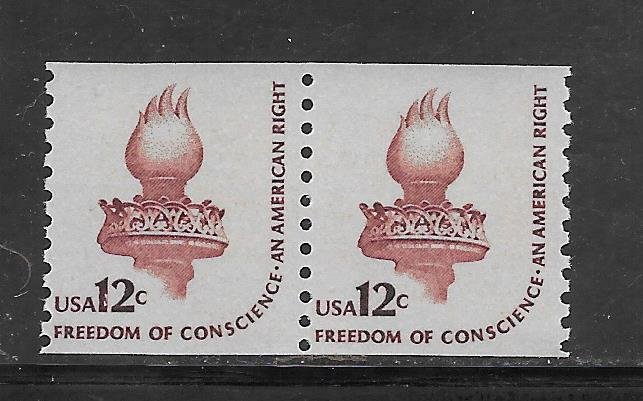 USA12c
FREEDOM OF CONSCIENCE·AN AMERICAN RIGHT
USA12c
FREEDOM OF CONSCIENCE·AN AMERICAN RIGHT